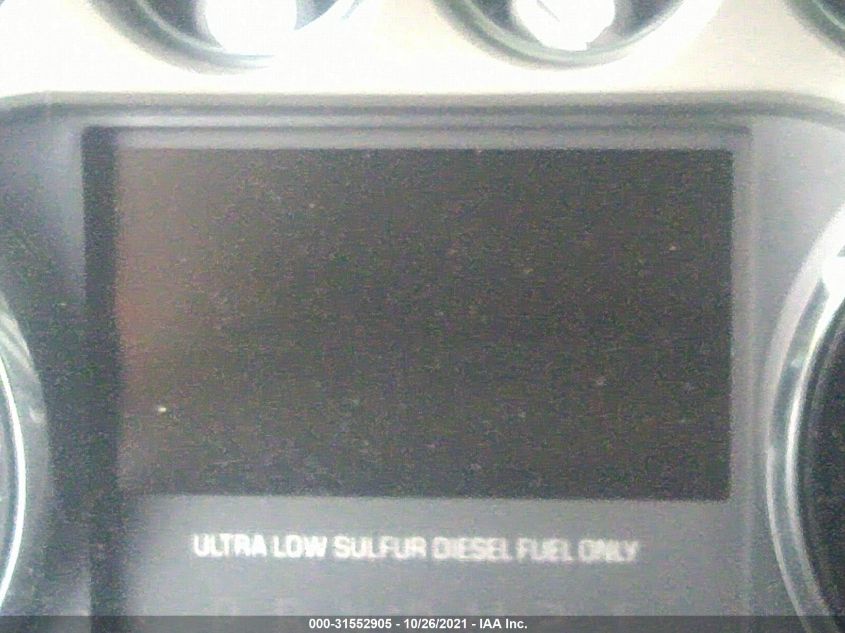 ULTRA LOW SULFUR DIESEL FUEL ONLY
000-31552905 - 10/26/2021 - IAA Inc.